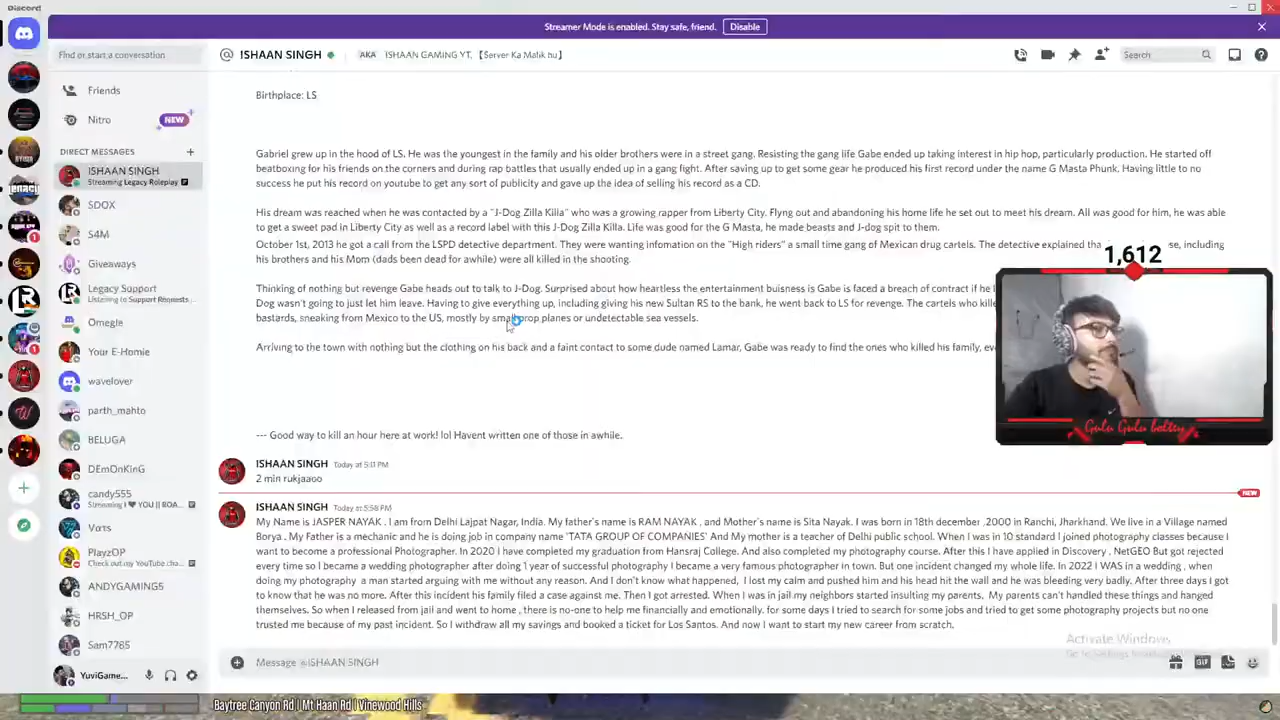 Discord
Streamer Mode is enabled. Stay safe, friend. Disable
Find or start a conversation
@ !SHAAN S!NGH AKA !SHAAN GAMING YT, 【Server Ka Malik hu】
Search
Friends
Nitro NEW
DIRECT MESSAGES +
!SHAAN S!NGH
Streaming Legacy Roleplay
SDOX
S4M
Giveaways
Legacy Support
Listening to Support Requests...
Omegle
Your E-Homie
wavelover
parth_mahto
BELUGA
DEmOnKinG
candy555
Streaming I ♥ YOU || ROA...
Varts
PlayzOP
Check out my YouTube cha...
ANDYGAMING5
HRSH_OP
Sam7785
YuviGame...
Birthplace: LS
Gabriel grew up in the hood of LS. He was the youngest in the family and his older brothers were in a street gang. Resisting the gang life Gabe ended up taking interest in hip hop, particularly production. He started off
beatboxing for his friends on the corners and during rap battles that usually ended up in a gang fight. After saving up to get some gear he produced his first record under the name G Masta Phunk. Having little to no
success he put his record on youtube to get any sort of publicity and gave up the idea of selling his record as a CD.
His dream was reached when he was contacted by a "J-Dog Zilla Killa" who was a growing rapper from Liberty City. Flyng out and abandoning his home life he set out to meet his dream. All was good for him, he was able
to get a sweet pad in Liberty City as well as a record label with this J-Dog Zilla Killa. Life was good for the G Masta, he made beasts and J-dog spit to them.
October 1st, 2013 he got a call from the LSPD detective department. They were wanting infomation on the "High riders" a small time gang of Mexican drug cartels. The detective explained tha se, including
his brothers and his Mom (dads been dead for awhile) were all killed in the shooting.
Thinking of nothing but revenge Gabe heads out to talk to J-Dog. Surprised about how heartless the entertainment buisness is Gabe is faced a breach of contract if he l
Dog wasn't going to just let him leave. Having to give everything up, including giving his new Sultan RS to the bank, he went back to LS for revenge. The cartels who kille
bastards, sneaking from Mexico to the US, mostly by small prop planes or undetectable sea vessels.
Arriving to the town with nothing but the clothing on his back and a faint contact to some dude named Lamar, Gabe was ready to find the ones who killed his family, ev
--- Good way to kill an hour here at work! lol Havent written one of those in awhile.
!SHAAN S!NGH Today at 5:11 PM
2 min rukjaaoo
NEW
!SHAAN S!NGH Today at 5:58 PM
My Name is JASPER NAYAK . I am from Delhi Lajpat Nagar, India. My father's name is RAM NAYAK , and Mother's name is Sita Nayak. I was born in 18th december ,2000 in Ranchi, Jharkhand. We live in a Village named
Borya . My Father is a mechanic and he is doing job in company name 'TATA GROUP OF COMPANIES' And My mother is a teacher of Delhi public school. When I was in 10 standard I joined photography classes because I
want to become a professional Photographer. In 2020 I have completed my graduation from Hansraj College. And also completed my photography course. After this I have applied in Discovery , NetGEO But got rejected
every time so I became a wedding photographer after doing 1 year of successful photography I became a very famous photographer in town. But one incident changed my whole life. In 2022 I WAS in a wedding , when
doing my photography a man started arguing with me without any reason. And I don't know what happened, I lost my calm and pushed him and his head hit the wall and he was bleeding very badly. After three days I got
to know that he was no more. After this incident his family filed a case against me. Then I got arrested. When I was in jail.my neighbors started insulting my parents. My parents can't handled these things and hanged
themselves. So when I released from jail and went to home , there is no-one to help me financially and emotionally. for some days I tried to search for some jobs and tried to get some photography projects but no one
trusted me because of my past incident. So I withdraw all my savings and booked a ticket for Los Santos. And now I want to start my new career from scratch.
Message @!SHAAN S!NGH
GIF
1,612
Gulu Gulu
Activate Windows
Baytree Canyon Rd | Mt Haan Rd | Vinewood Hills